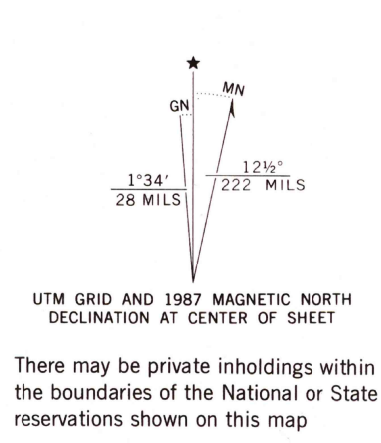 MN
GN
12½°
222 MILS
1°34′
28 MILS
UTM GRID AND 1987 MAGNETIC NORTH
DECLINATION AT CENTER OF SHEET
There may be private inholdings within
the boundaries of the National or State
reservations shown on this map